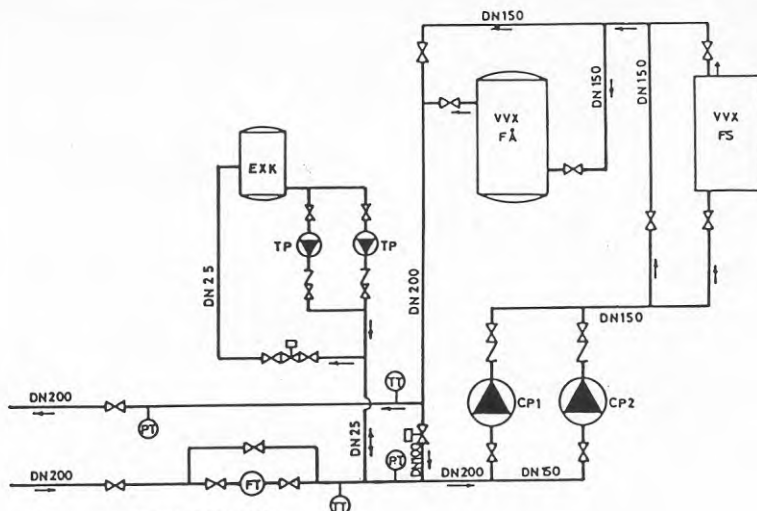 DN150
DN150
DN150
VVX
FÅ
VVX
FS
EXK
TP
TP
DN25
DN200
DN150
CP1
CP2
DN200
TT
PT
DN25
DN100
PT
DN200
DN150
DN200
FT
TT